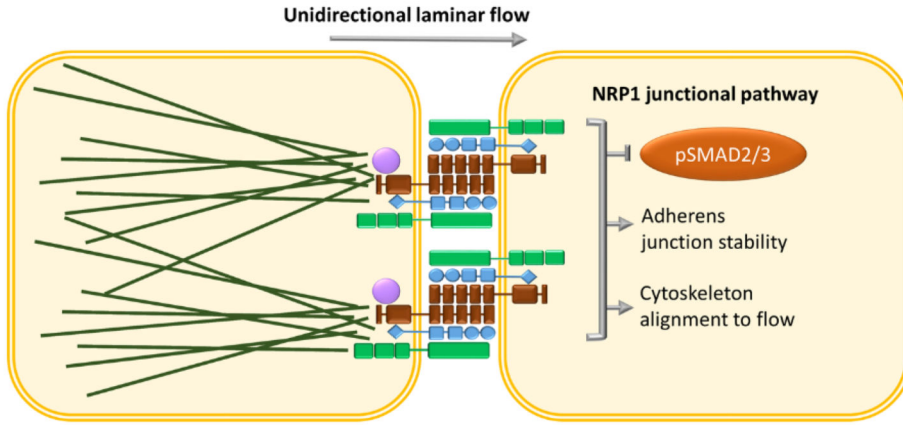 Unidirectional laminar flow
NRP1 junctional pathway
pSMAD2/3
Adherens
junction stability
Cytoskeleton
alignment to flow